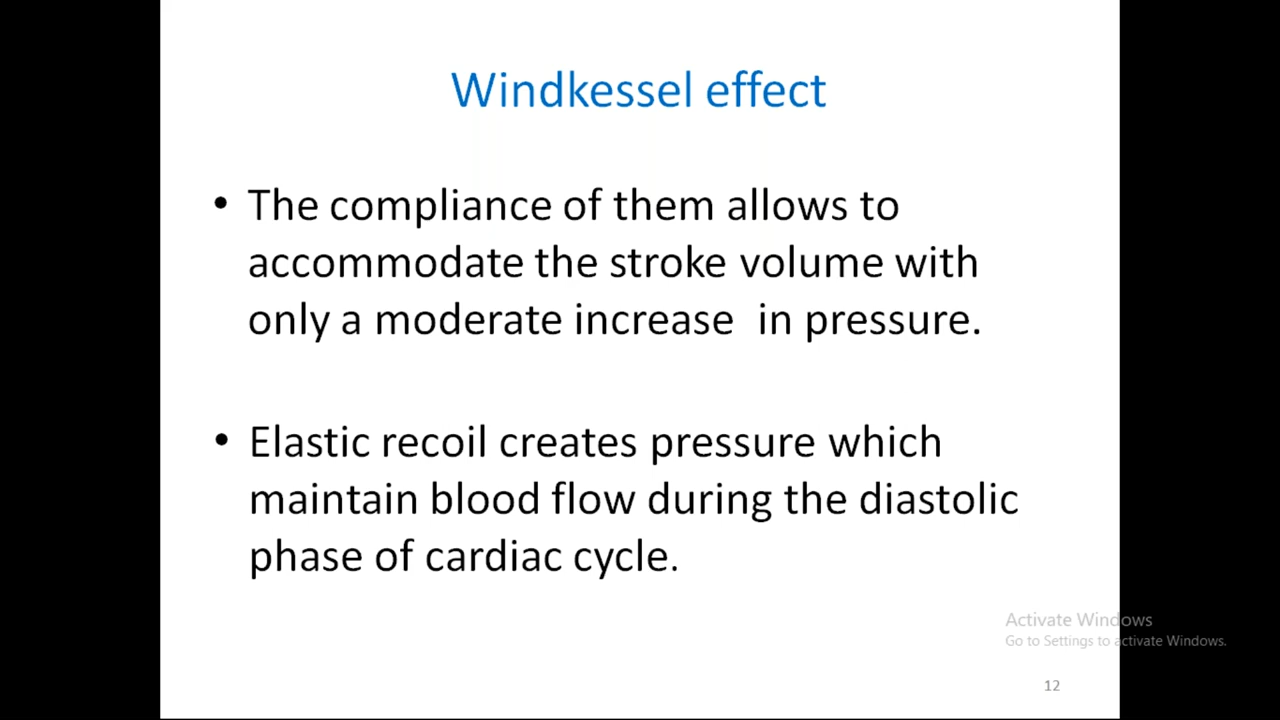 Windkessel effect
• The compliance of them allows to
accommodate the stroke volume with
only a moderate increase  in pressure.
• Elastic recoil creates pressure which
maintain blood flow during the diastolic
phase of cardiac cycle.
Activate Windows
Go to Settings to activate Windows.
12